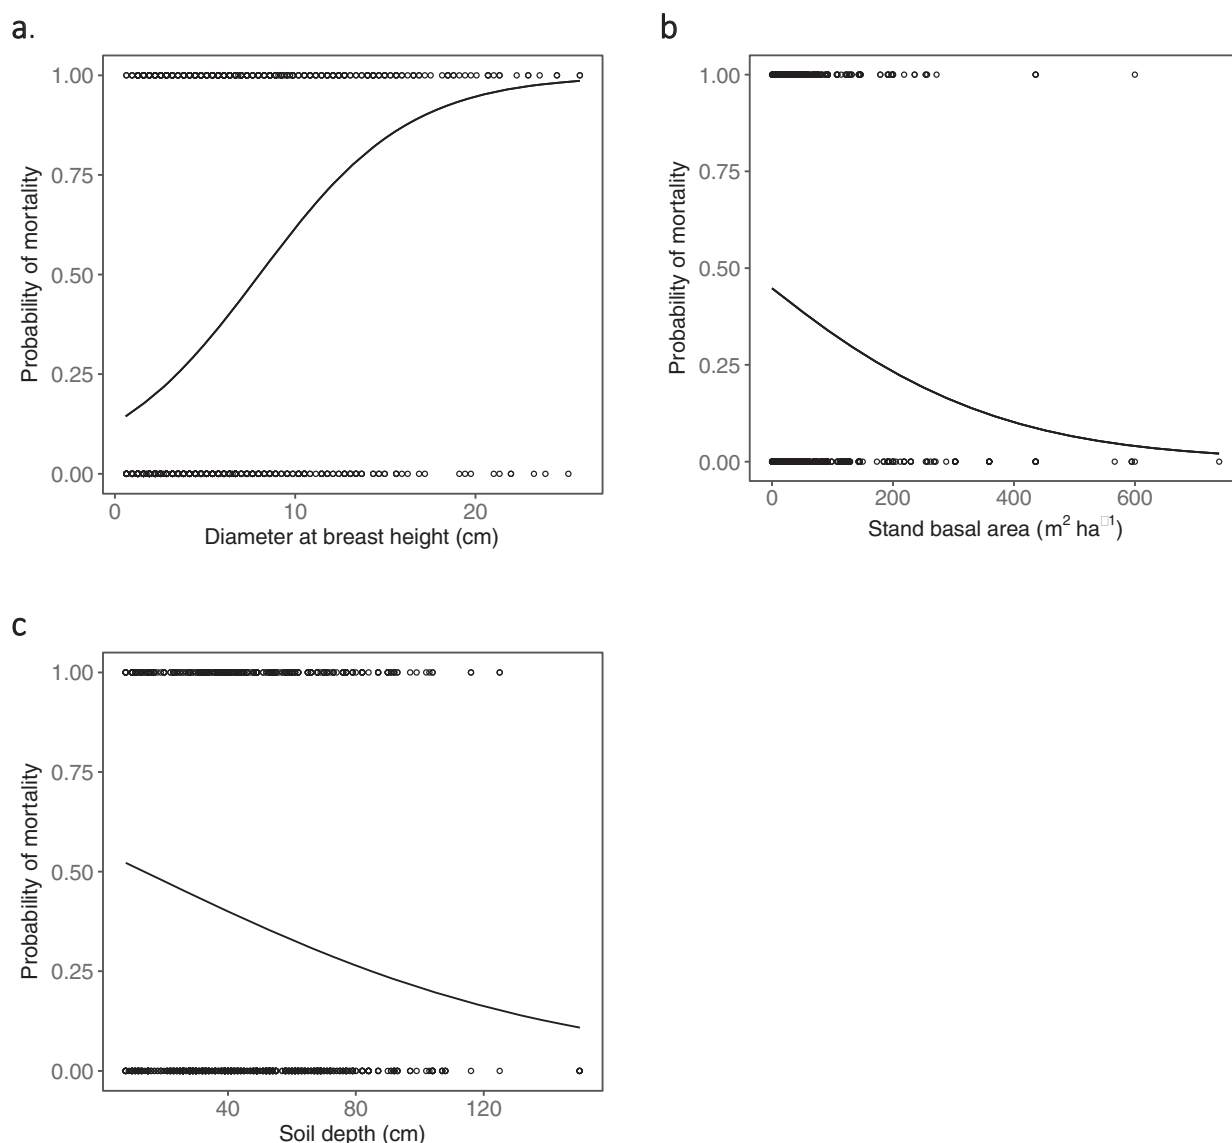 a.
Probability of mortality
1.00
0.75
0.50
0.25
0.00
0 10 20
Diameter at breast height (cm)
b
Probability of mortality
1.00
0.75
0.50
0.25
0.00
0 200 400 600
Stand basal area (m² ha□¹)
c
Probability of mortality
1.00
0.75
0.50
0.25
0.00
40 80 120
Soil depth (cm)